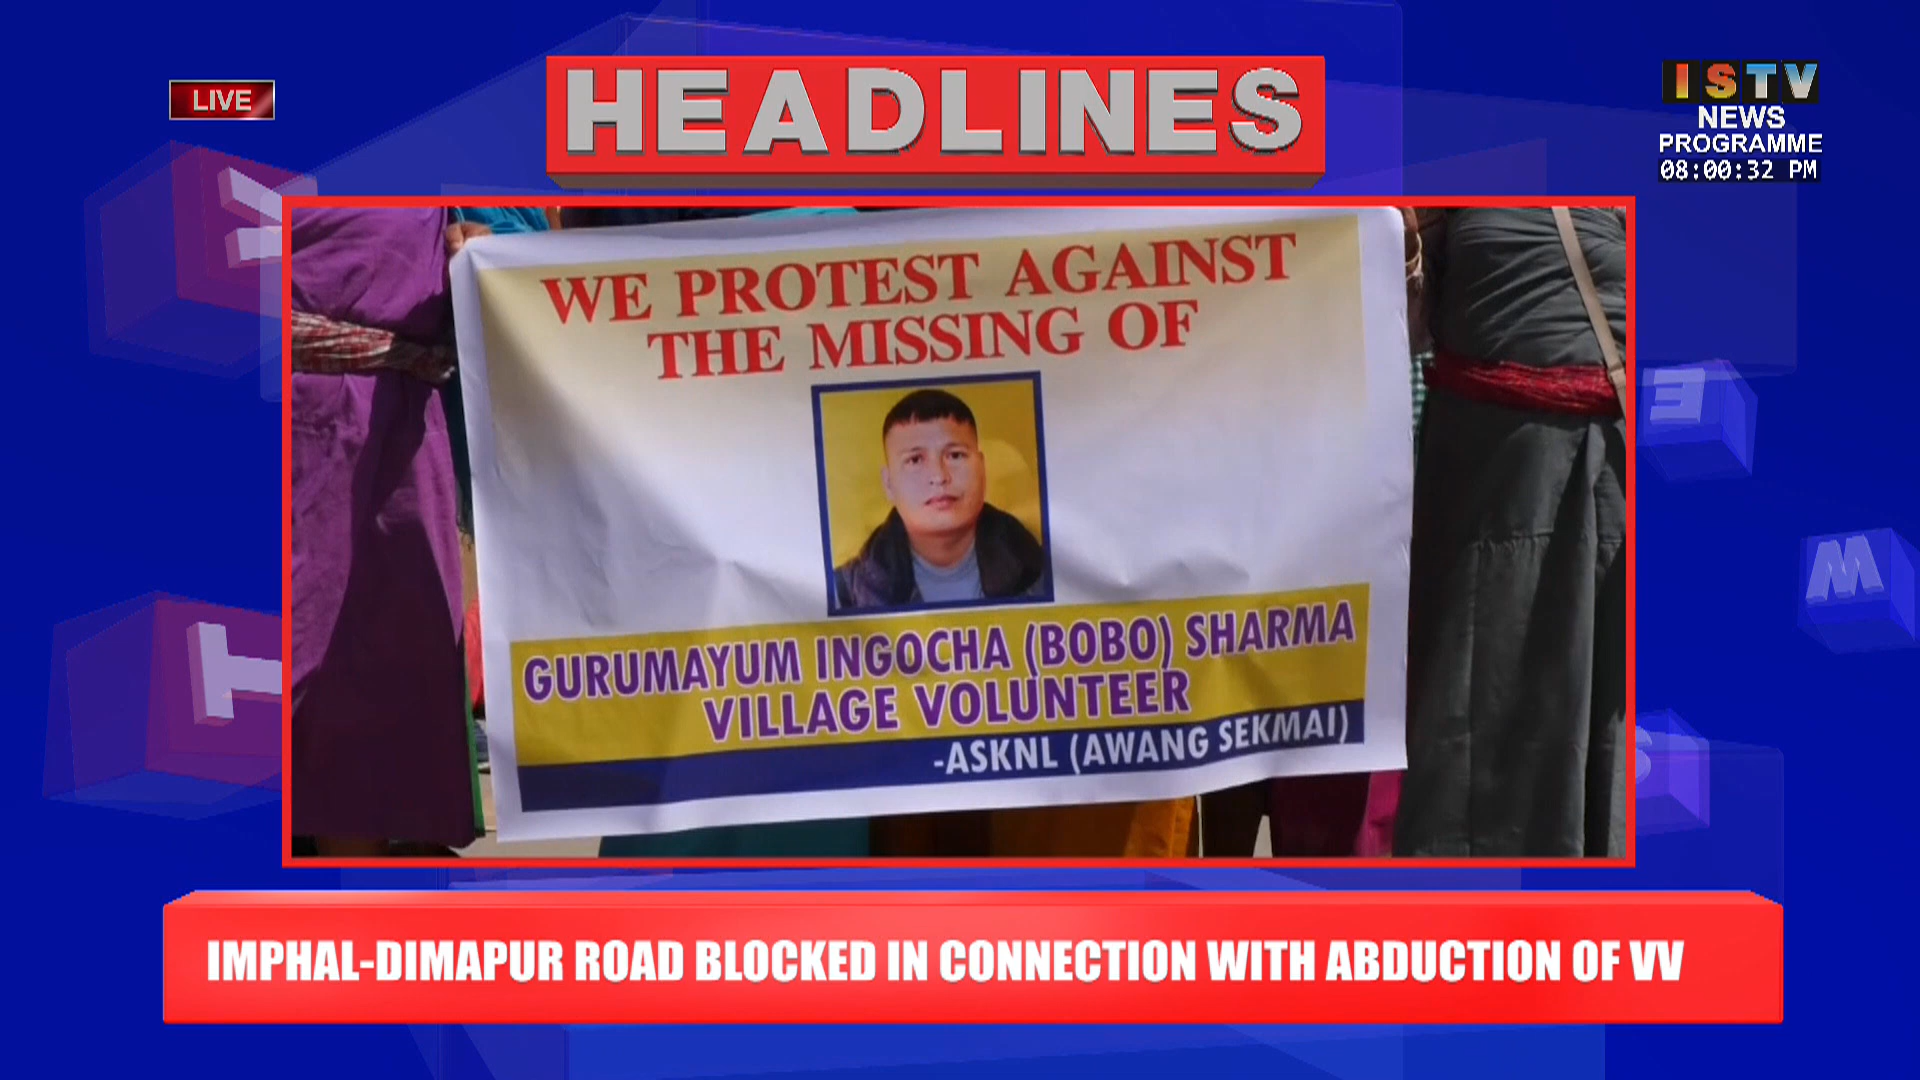 LIVE
HEADLINES
ISTV
NEWS
PROGRAMME
08:00:32 PM
WE PROTEST AGAINST
THE MISSING OF
GURUMAYUM INGOCHA (BOBO) SHARMA
VILLAGE VOLUNTEER
-ASKNL (AWANG SEKMAI)
IMPHAL-DIMAPUR ROAD BLOCKED IN CONNECTION WITH ABDUCTION OF VV